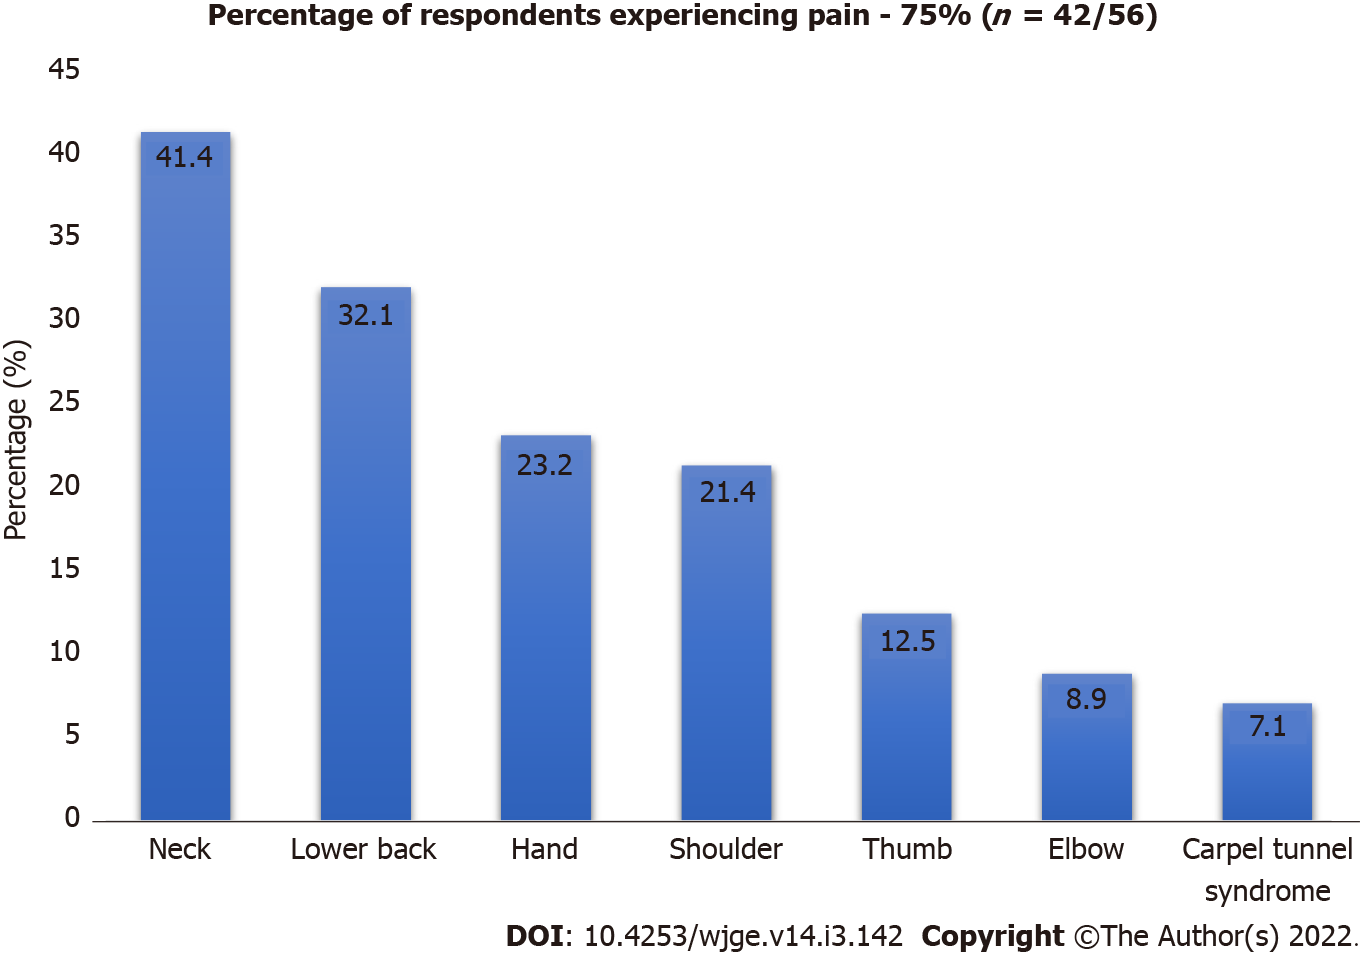 Percentage of respondents experiencing pain - 75% (n = 42/56)
45
40
35
30
25
20
15
10
5
0
Percentage (%)
41.4
32.1
23.2
21.4
12.5
8.9
7.1
Neck
Lower back
Hand
Shoulder
Thumb
Elbow
Carpel tunnel
syndrome
DOI: 10.4253/wjge.v14.i3.142 Copyright ©The Author(s) 2022.